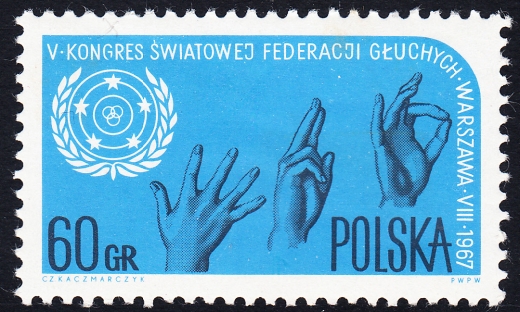 V · KONGRES ŚWIATOWEJ FEDERACJI GŁUCHYCH · WARSZAWA · VIII · 1967
60 GR
POLSKA
CZ.KACZMARCZYK
PWPW